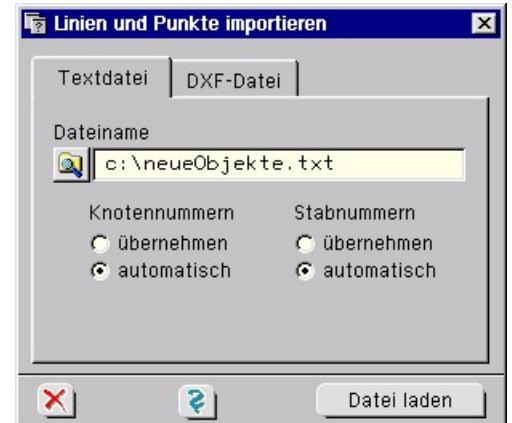 Linien und Punkte importieren
Textdatei DXF-Datei
Dateiname
c:\neueObjekte.txt
Knotennummern Stabnummern
übernehmen übernehmen
automatisch automatisch
Datei laden